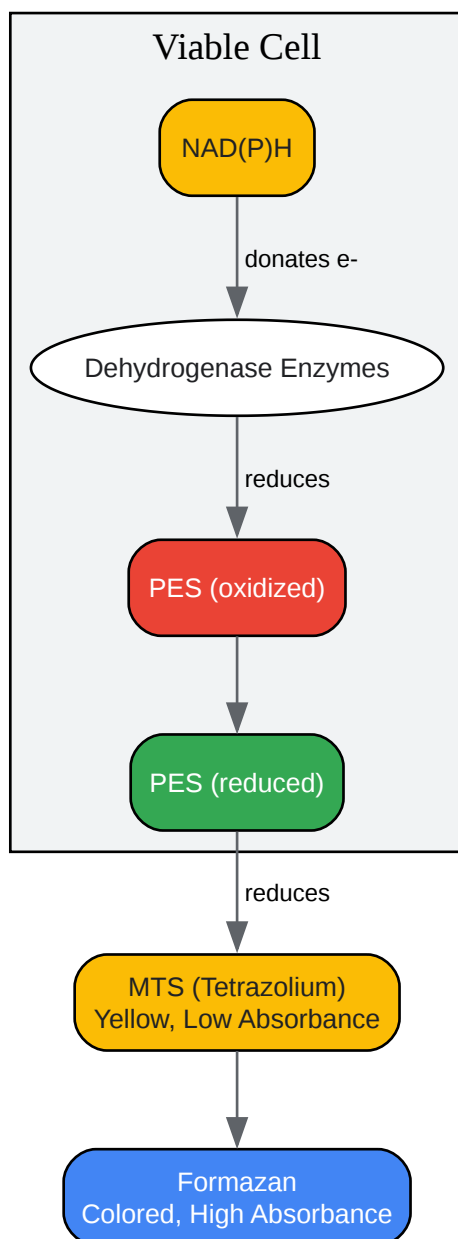 Viable Cell
NAD(P)H
donates e-
Dehydrogenase Enzymes
reduces
PES (oxidized)
PES (reduced)
reduces
MTS (Tetrazolium)
Yellow, Low Absorbance
Formazan
Colored, High Absorbance